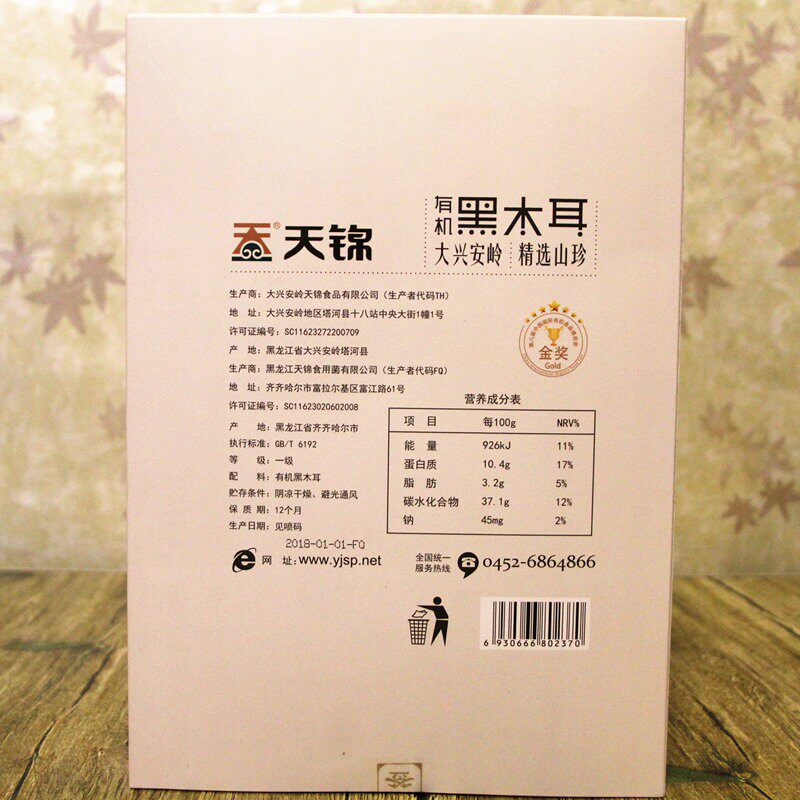 天锦®
有机黑木耳
大兴安岭 精选山珍
生产商：大兴安岭天锦食品有限公司（生产者代码TH）
地 址：大兴安岭地区塔河县十八站中央大街1幢1号
许可证编号：SC11623272200709
产 地：黑龙江省大兴安岭塔河县
生产商：黑龙江天锦食用菌有限公司（生产者代码FQ）
地 址：齐齐哈尔市富拉尔基区富江路61号
许可证编号：SC11623020602008
产 地：黑龙江省齐齐哈尔市
执行标准：GB/T 6192
等 级：一级
配 料：有机黑木耳
贮存条件：阴凉干燥、避光通风
保 质 期：12个月
生产日期：见喷码
2018-01-01-FQ
金奖
Gold
营养成分表
项 目 每100g NRV%
能 量 926kJ 11%
蛋白质 10.4g 17%
脂 肪 3.2g 5%
碳水化合物 37.1g 12%
钠 45mg 2%
网 址：www.yjsp.net
全国统一
服务热线
0452-6864866
6 930666 802370